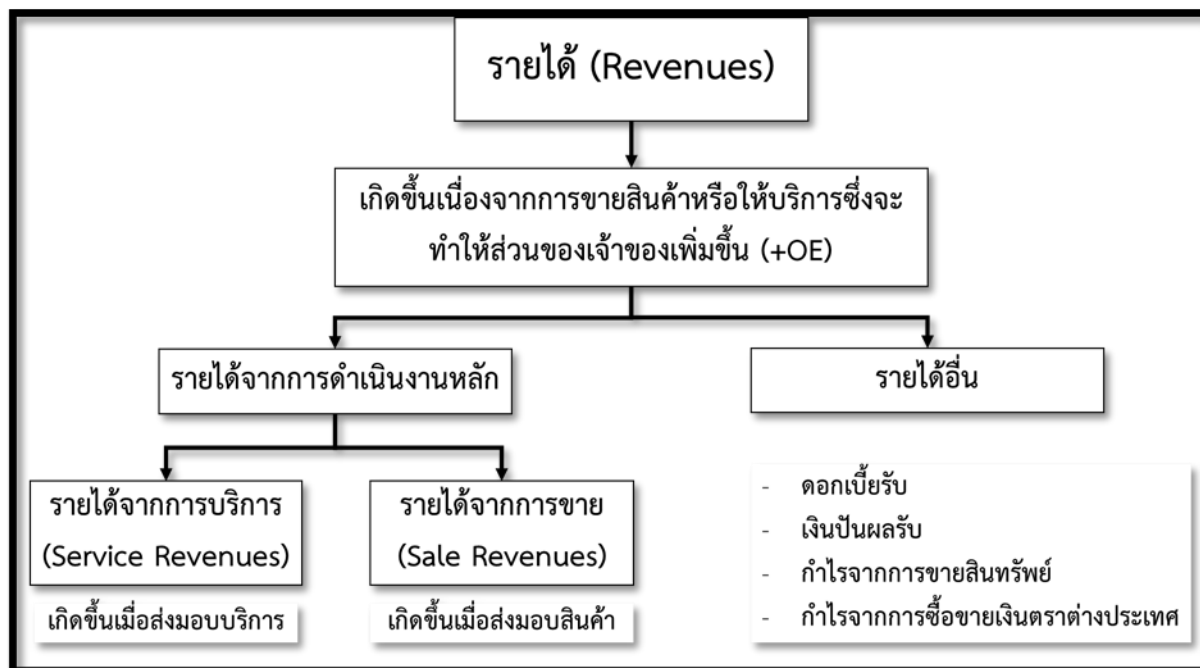 รายได้ (Revenues)
เกิดขึ้นเนื่องจากการขายสินค้าหรือให้บริการซึ่งจะ
ทำให้ส่วนของเจ้าของเพิ่มขึ้น (+OE)
รายได้จากการดำเนินงานหลัก
รายได้อื่น
รายได้จากการบริการ
(Service Revenues)
เกิดขึ้นเมื่อส่งมอบบริการ
รายได้จากการขาย
(Sale Revenues)
เกิดขึ้นเมื่อส่งมอบสินค้า
- ดอกเบี้ยรับ
- เงินปันผลรับ
- กำไรจากการขายสินทรัพย์
- กำไรจากการซื้อขายเงินตราต่างประเทศ